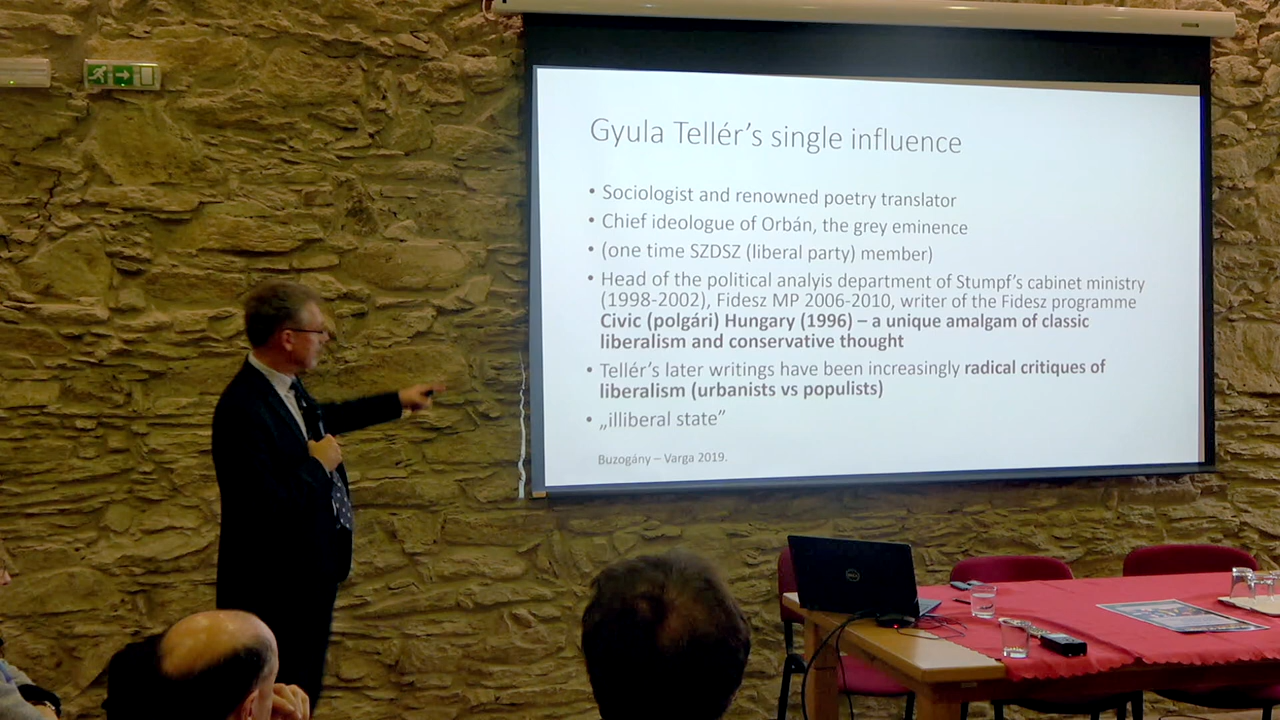 Gyula Tellér's single influence
• Sociologist and renowned poetry translator
• Chief ideologue of Orbán, the grey eminence
• (one time SZDSZ (liberal party) member)
• Head of the political analyis department of Stumpf's cabinet ministry
(1998-2002), Fidesz MP 2006-2010, writer of the Fidesz programme
Civic (polgári) Hungary (1996) – a unique amalgam of classic
liberalism and conservative thought
• Tellér's later writings have been increasingly radical critiques of
liberalism (urbanists vs populists)
• „illiberal state”
Buzogány – Varga 2019.
DELL